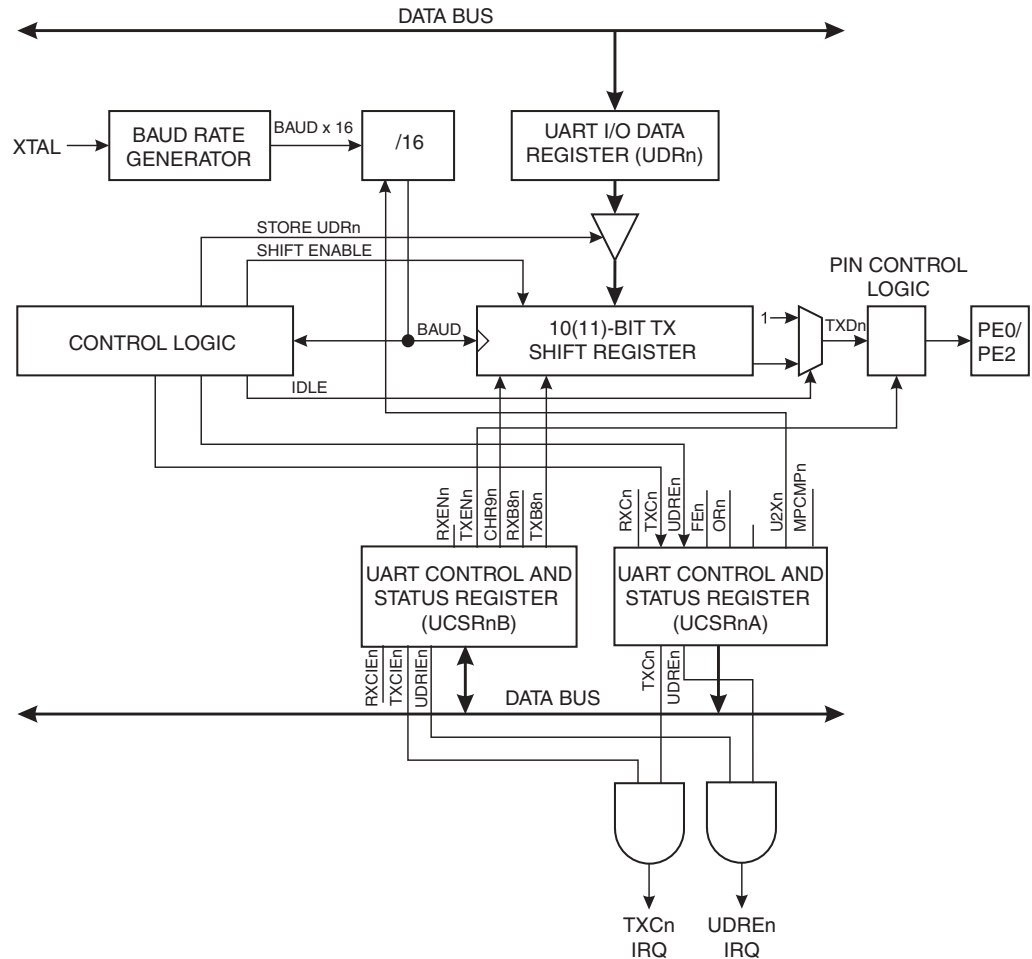 DATA BUS
XTAL
BAUD RATE
GENERATOR
BAUD x 16
/16
UART I/O DATA
REGISTER (UDRn)
STORE UDRn
SHIFT ENABLE
PIN CONTROL
LOGIC
CONTROL LOGIC
BAUD
10(11)-BIT TX
SHIFT REGISTER
1
TXDn
PE0/
PE2
IDLE
RXENn
TXENn
CHR9n
RXB8n
TXB8n
RXCn
TXCn
UDREn
FEn
ORn
U2Xn
MPCMPn
UART CONTROL AND
STATUS REGISTER
(UCSRnB)
UART CONTROL AND
STATUS REGISTER
(UCSRnA)
RXCIEn
TXCIEn
UDRIEn
TXCn
UDREn
DATA BUS
TXCn
IRQ
UDREn
IRQ